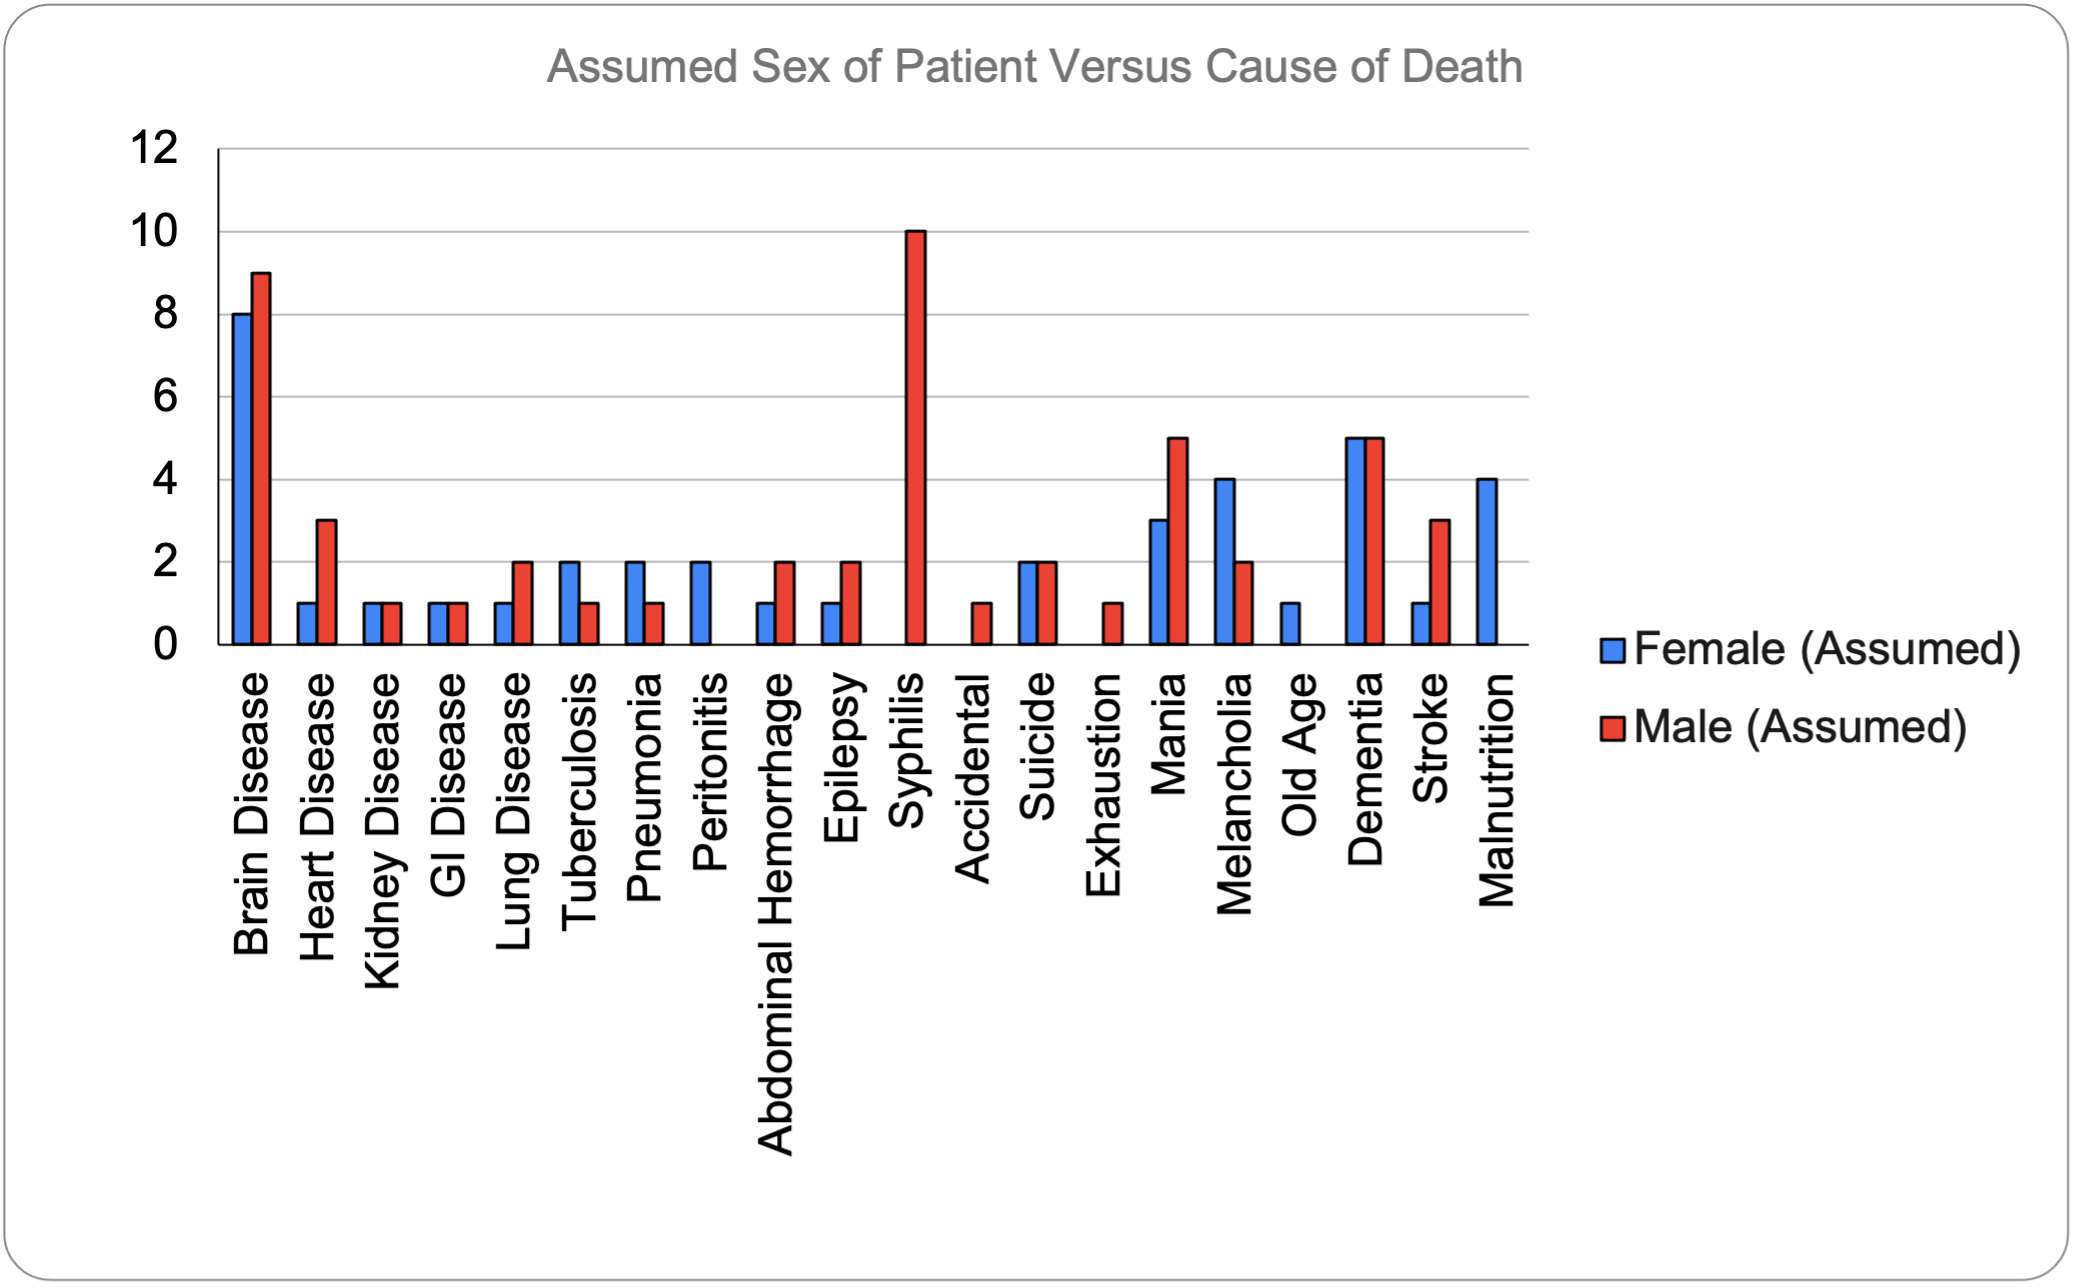 Assumed Sex of Patient Versus Cause of Death
12
10
8
6
4
2
0
Brain Disease
Heart Disease
Kidney Disease
GI Disease
Lung Disease
Tuberculosis
Pneumonia
Peritonitis
Abdominal Hemorrhage
Epilepsy
Syphilis
Accidental
Suicide
Exhaustion
Mania
Melancholia
Old Age
Dementia
Stroke
Malnutrition
Female (Assumed)
Male (Assumed)